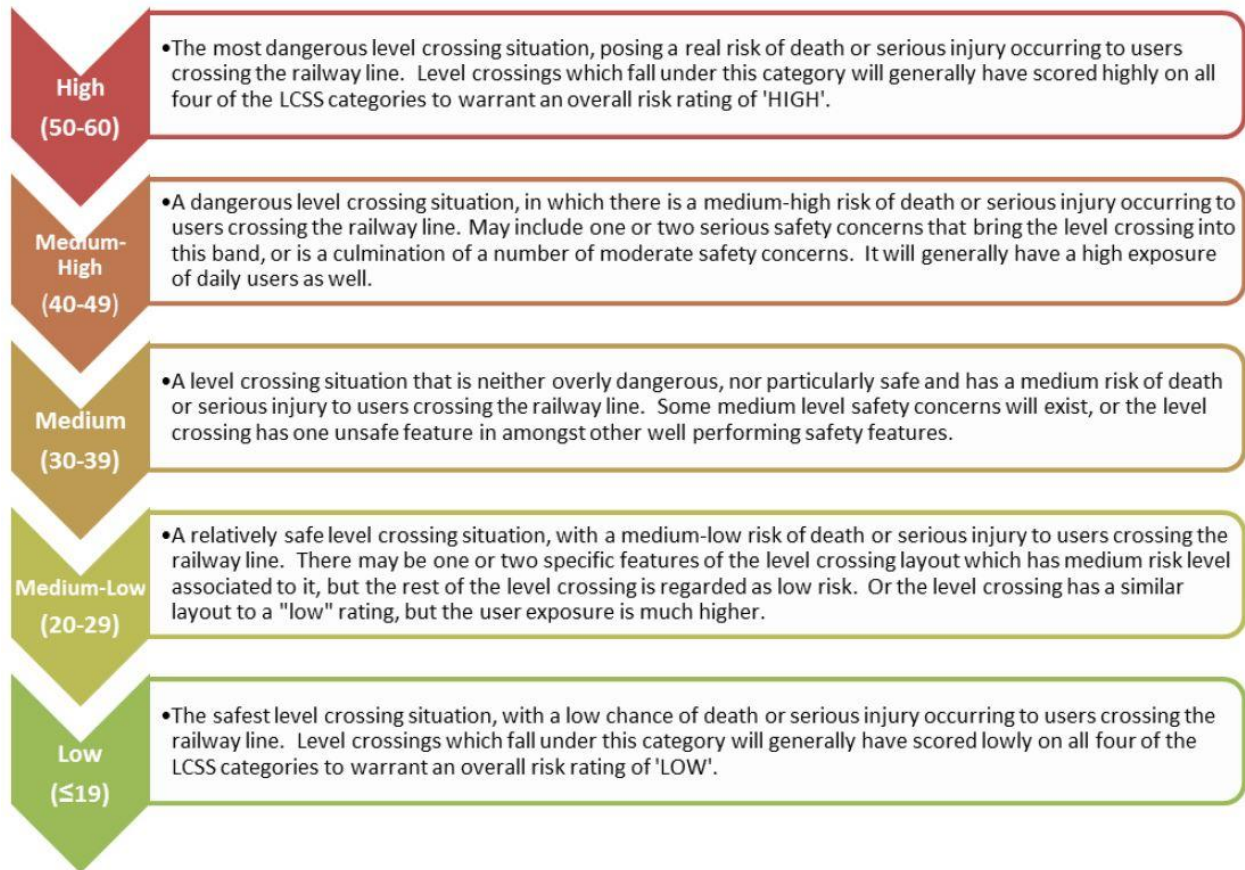 High
(50-60)
•The most dangerous level crossing situation, posing a real risk of death or serious injury occurring to users
crossing the railway line.  Level crossings which fall under this category will generally have scored highly on all
four of the LCSS categories to warrant an overall risk rating of 'HIGH'.
Medium-
High
(40-49)
•A dangerous level crossing situation, in which there is a medium-high risk of death or serious injury occurring to
users crossing the railway line. May include one or two serious safety concerns that bring the level crossing into
this band, or is a culmination of a number of moderate safety concerns.  It will generally have a high exposure
of daily users as well.
Medium
(30-39)
•A level crossing situation that is neither overly dangerous, nor particularly safe and has a medium risk of death
or serious injury to users crossing the railway line.  Some medium level safety concerns will exist, or the level
crossing has one unsafe feature in amongst other well performing safety features.
Medium-Low
(20-29)
•A relatively safe level crossing situation, with a medium-low risk of death or serious injury to users crossing the
railway line.  There may be one or two specific features of the level crossing layout which has medium risk level
associated to it, but the rest of the level crossing is regarded as low risk.  Or the level crossing has a similar
layout to a "low" rating, but the user exposure is much higher.
Low
(≤19)
•The safest level crossing situation, with a low chance of death or serious injury occurring to users crossing the
railway line.  Level crossings which fall under this category will generally have scored lowly on all four of the
LCSS categories to warrant an overall risk rating of 'LOW'.